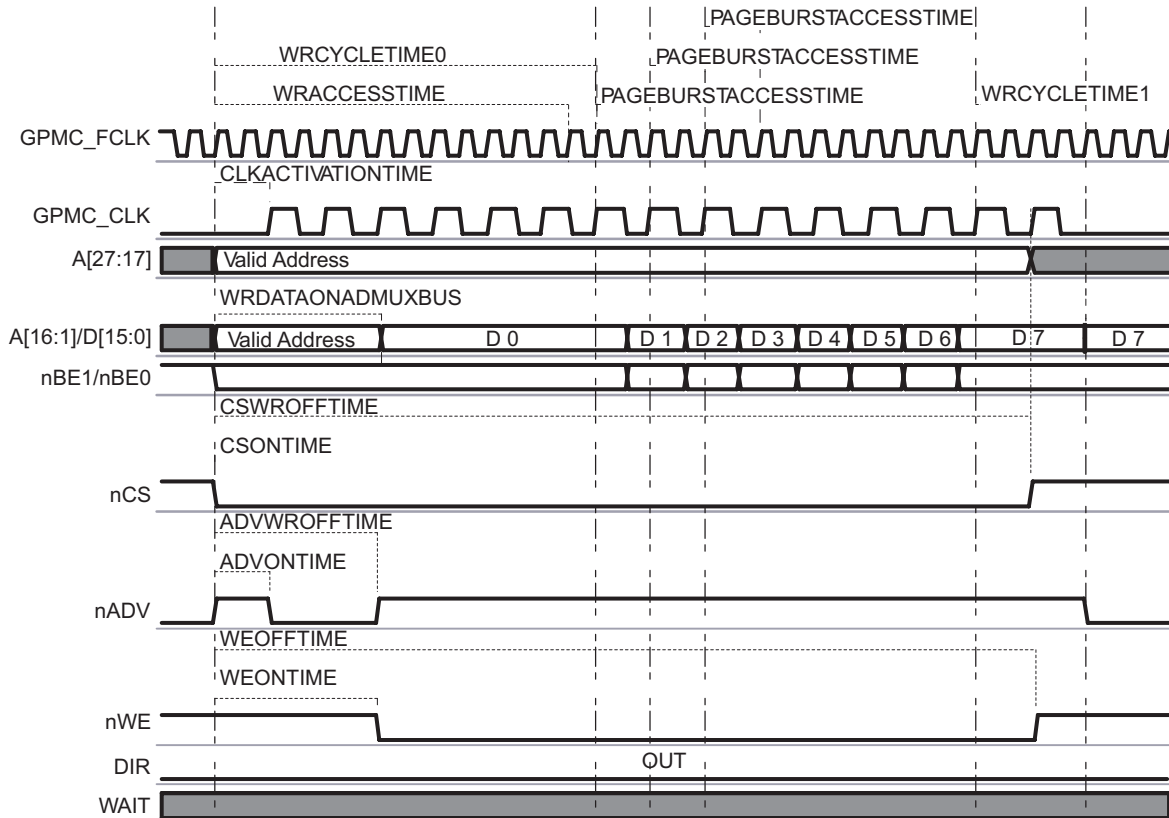 PAGEBURSTACCESSTIME
WRCYCLETIME0
PAGEBURSTACCESSTIME
WRACCESSTIME
PAGEBURSTACCESSTIME
WRCYCLETIME1
GPMC_FCLK
CLKACTIVATIONTIME
GPMC_CLK
A[27:17]
Valid Address
WRDATAONADMUXBUS
A[16:1]/D[15:0]
Valid Address
D 0
D 1
D 2
D 3
D 4
D 5
D 6
D 7
D 7
nBE1/nBE0
CSWROFFTIME
CSONTIME
nCS
ADVWROFFTIME
ADVONTIME
nADV
WEOFFTIME
WEONTIME
nWE
DIR
OUT
WAIT